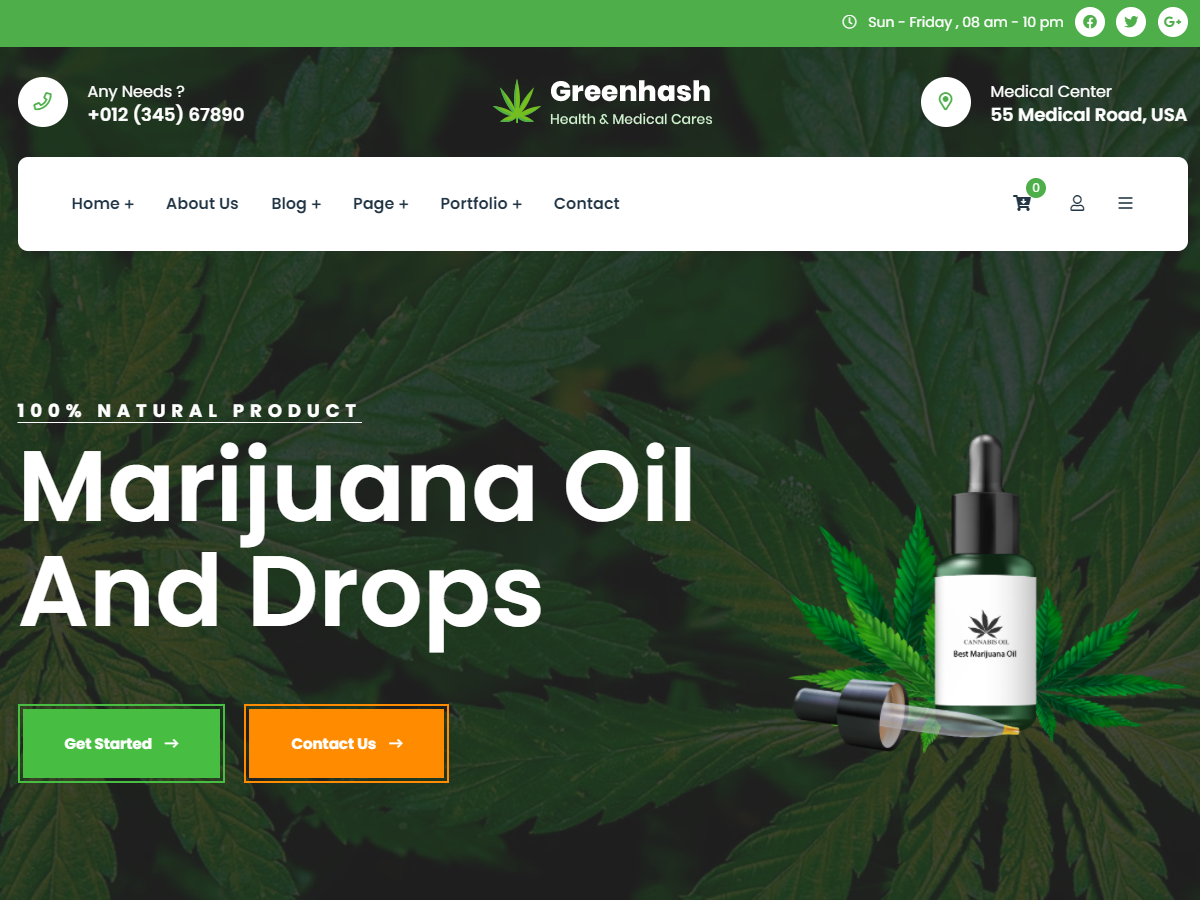 Sun - Friday , 08 am - 10 pm
Any Needs ?
+012 (345) 67890
Greenhash
Health & Medical Cares
Medical Center
55 Medical Road, USA
Home +
About Us
Blog +
Page +
Portfolio +
Contact
0
100% NATURAL PRODUCT
Marijuana Oil
And Drops
CANNABIS OIL
Best Marijuana Oil
Get Started →
Contact Us →